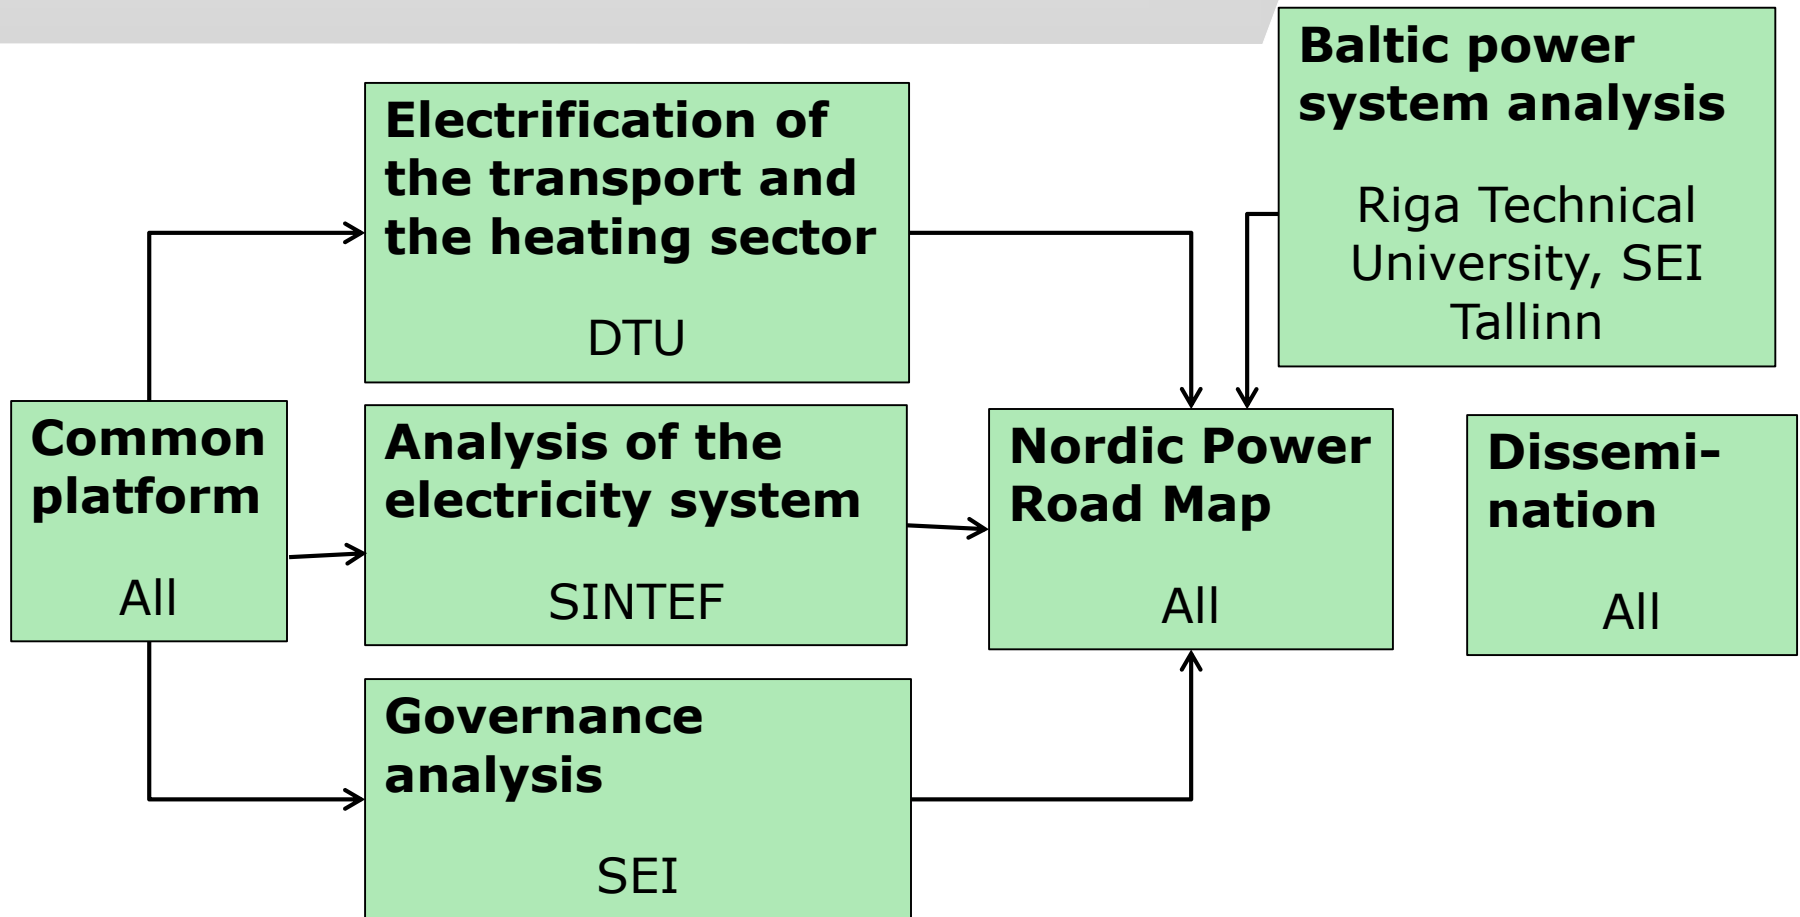 Baltic power
system analysis
Riga Technical
University, SEI
Tallinn
Electrification of
the transport and
the heating sector
DTU
Common
platform
All
Analysis of the
electricity system
SINTEF
Nordic Power
Road Map
All
Dissemi-
nation
All
Governance
analysis
SEI